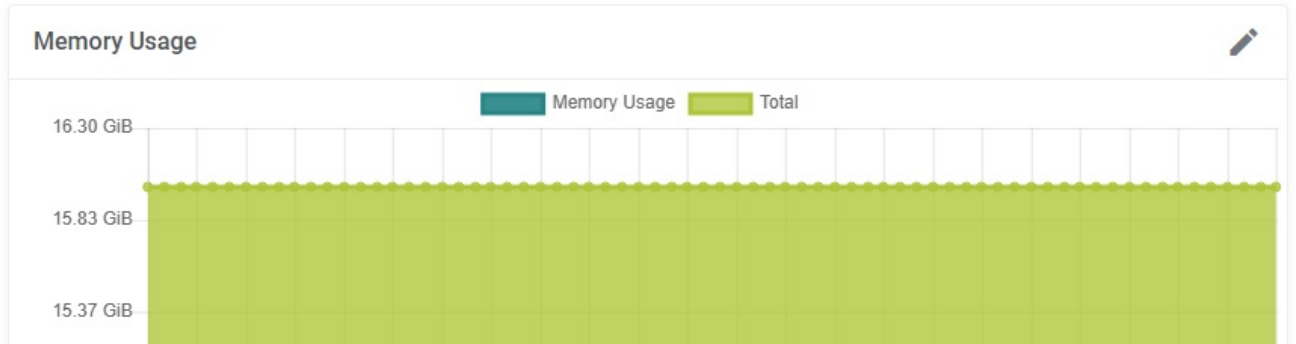 Memory Usage
Memory Usage Total
16.30 GiB
15.83 GiB
15.37 GiB